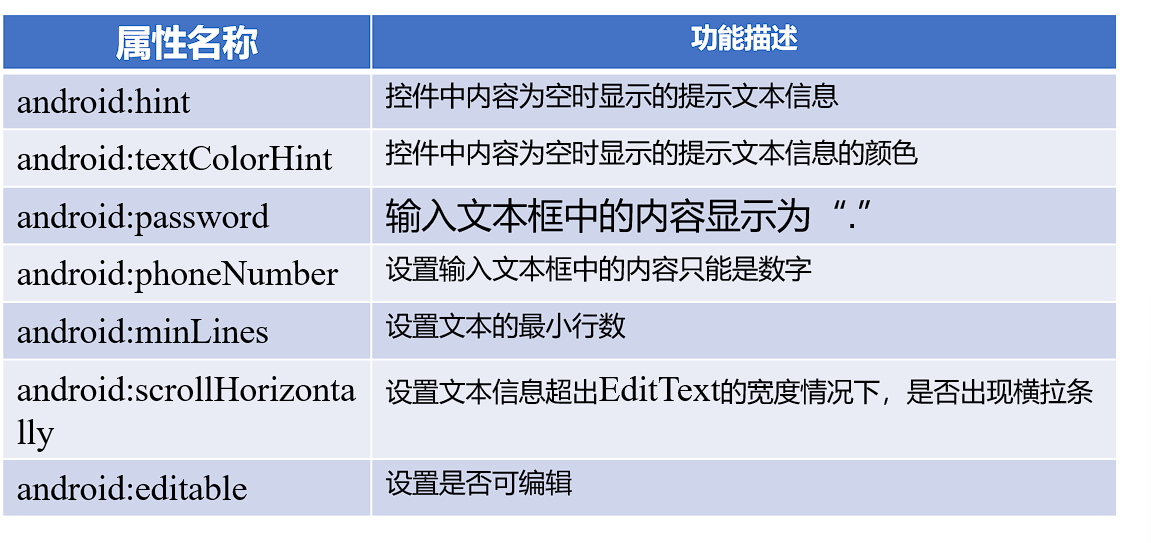 属性名称 功能描述
android:hint 控件中内容为空时显示的提示文本信息
android:textColorHint 控件中内容为空时显示的提示文本信息的颜色
android:password 输入文本框中的内容显示为“.”
android:phoneNumber 设置输入文本框中的内容只能是数字
android:minLines 设置文本的最小行数
android:scrollHorizonta 设置文本信息超出EditText的宽度情况下，是否出现横拉条
lly
android:editable 设置是否可编辑